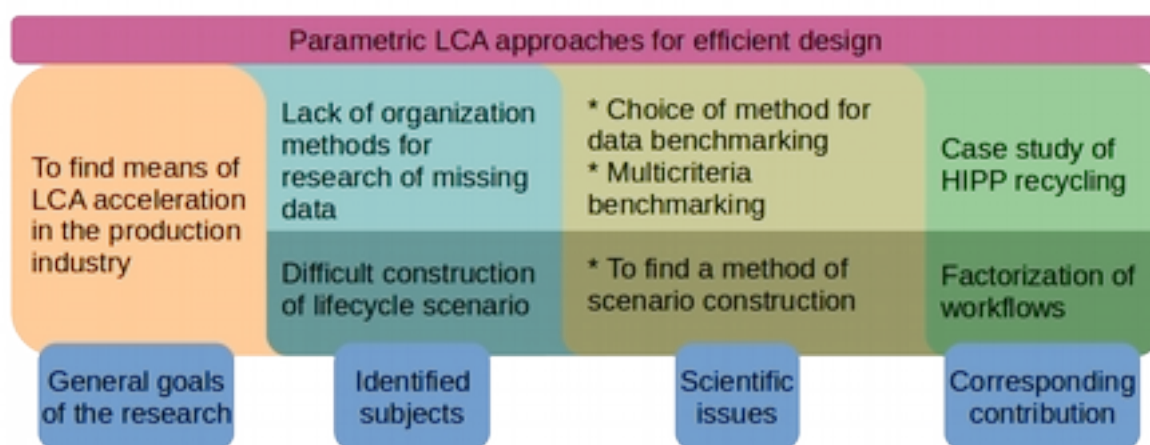 Parametric LCA approaches for efficient design
To find means of
LCA acceleration
in the production
industry
Lack of organization
methods for
research of missing
data
Difficult construction
of lifecycle scenario
* Choice of method for
data benchmarking
* Multicriteria
benchmarking
* To find a method of
scenario construction
Case study of
HIPP recycling
Factorization of
workflows
General goals
of the research
Identified
subjects
Scientific
issues
Corresponding
contribution